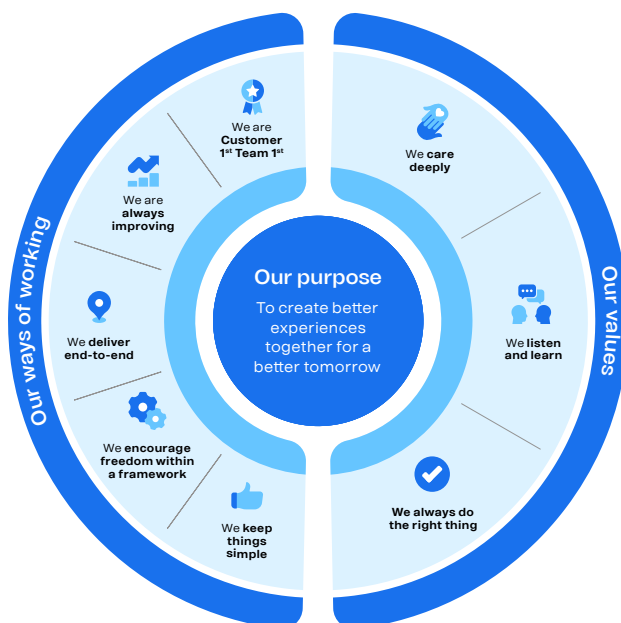 Our ways of working
We are
Customer
1st Team 1st
We are
always
improving
We deliver
end-to-end
We encourage
freedom within
a framework
We keep
things
simple
Our purpose
To create better
experiences
together for a
better tomorrow
We care
deeply
We listen
and learn
We always do
the right thing
Our values